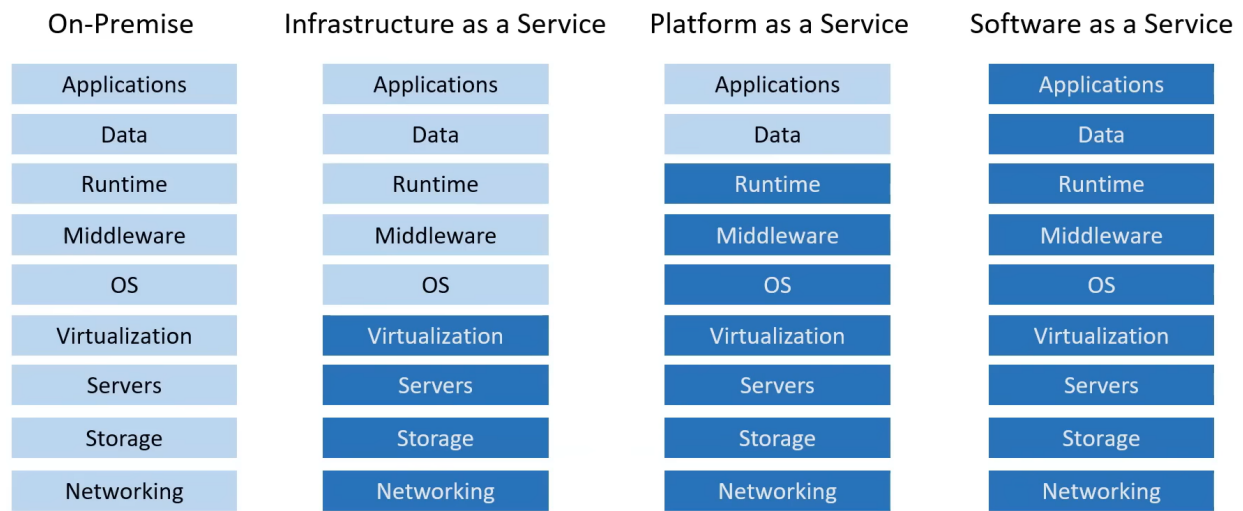 On-Premise
Applications
Data
Runtime
Middleware
OS
Virtualization
Servers
Storage
Networking
Infrastructure as a Service
Applications
Data
Runtime
Middleware
OS
Virtualization
Servers
Storage
Networking
Platform as a Service
Applications
Data
Runtime
Middleware
OS
Virtualization
Servers
Storage
Networking
Software as a Service
Applications
Data
Runtime
Middleware
OS
Virtualization
Servers
Storage
Networking